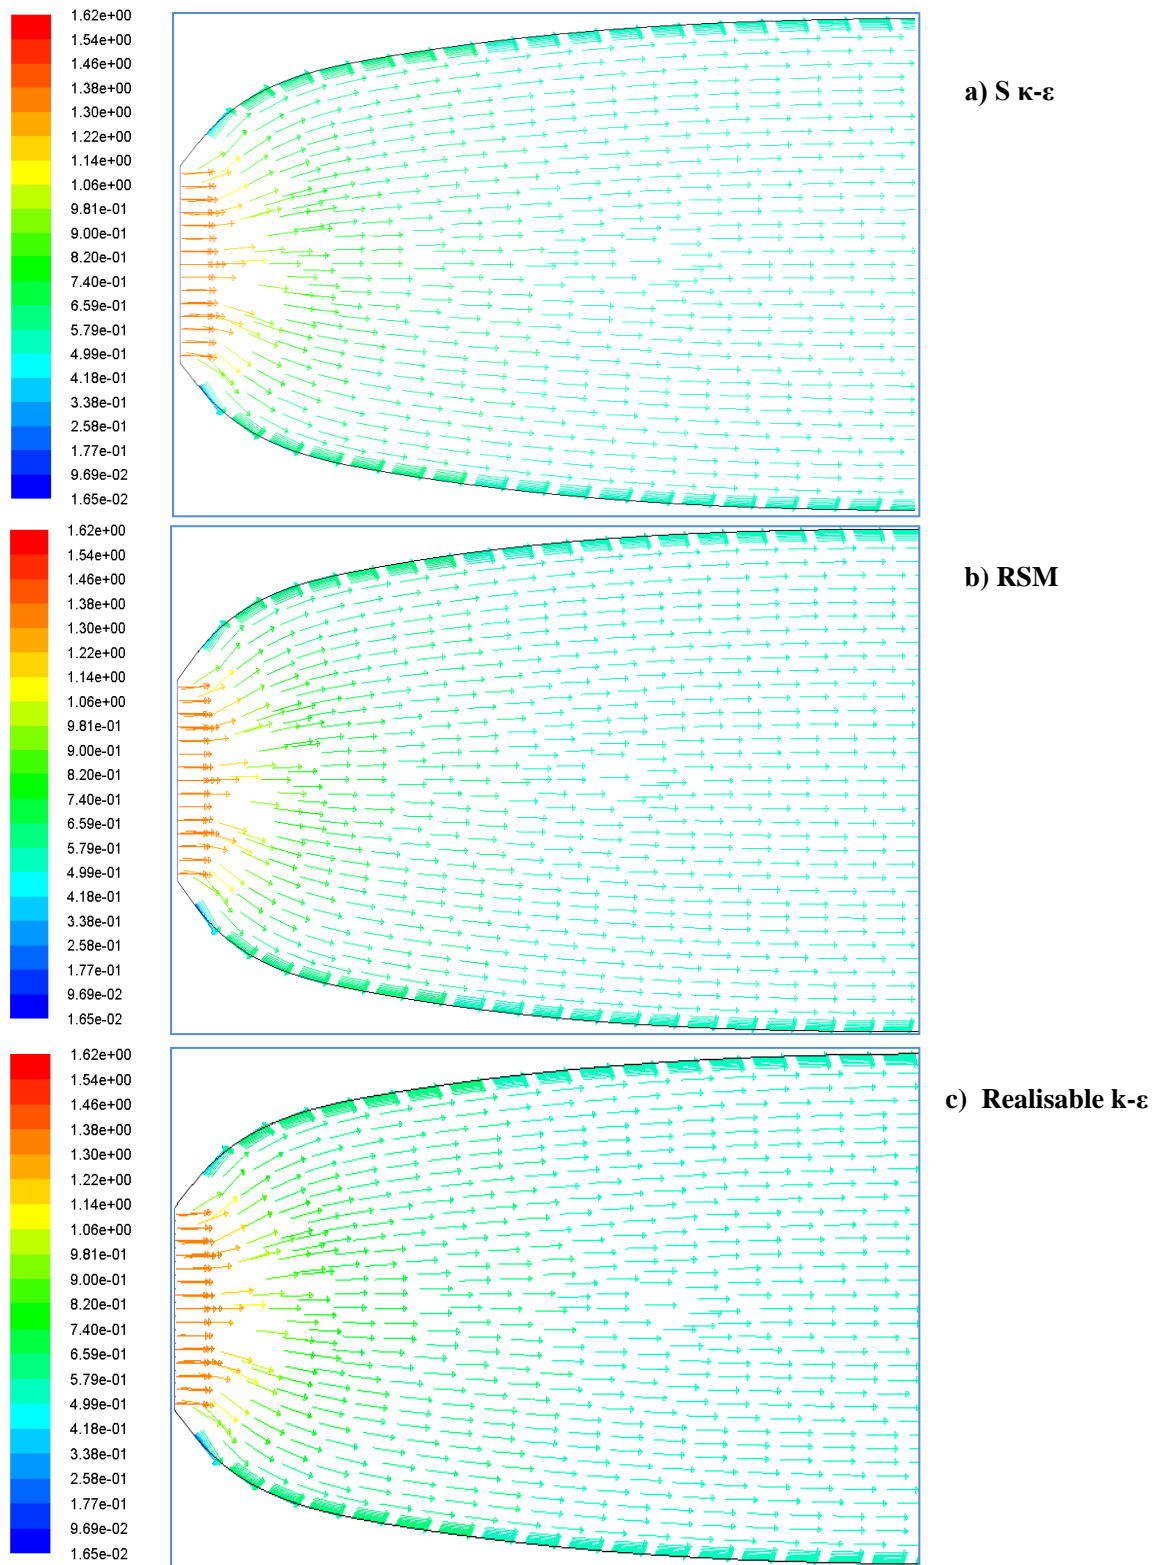 1.62e+00
1.54e+00
1.46e+00
1.38e+00
1.30e+00
1.22e+00
1.14e+00
1.06e+00
9.81e-01
9.00e-01
8.20e-01
7.40e-01
6.59e-01
5.79e-01
4.99e-01
4.18e-01
3.38e-01
2.58e-01
1.77e-01
9.69e-02
1.65e-02
a) S κ-ε
1.62e+00
1.54e+00
1.46e+00
1.38e+00
1.30e+00
1.22e+00
1.14e+00
1.06e+00
9.81e-01
9.00e-01
8.20e-01
7.40e-01
6.59e-01
5.79e-01
4.99e-01
4.18e-01
3.38e-01
2.58e-01
1.77e-01
9.69e-02
1.65e-02
b) RSM
1.62e+00
1.54e+00
1.46e+00
1.38e+00
1.30e+00
1.22e+00
1.14e+00
1.06e+00
9.81e-01
9.00e-01
8.20e-01
7.40e-01
6.59e-01
5.79e-01
4.99e-01
4.18e-01
3.38e-01
2.58e-01
1.77e-01
9.69e-02
1.65e-02
c) Realisable k-ε